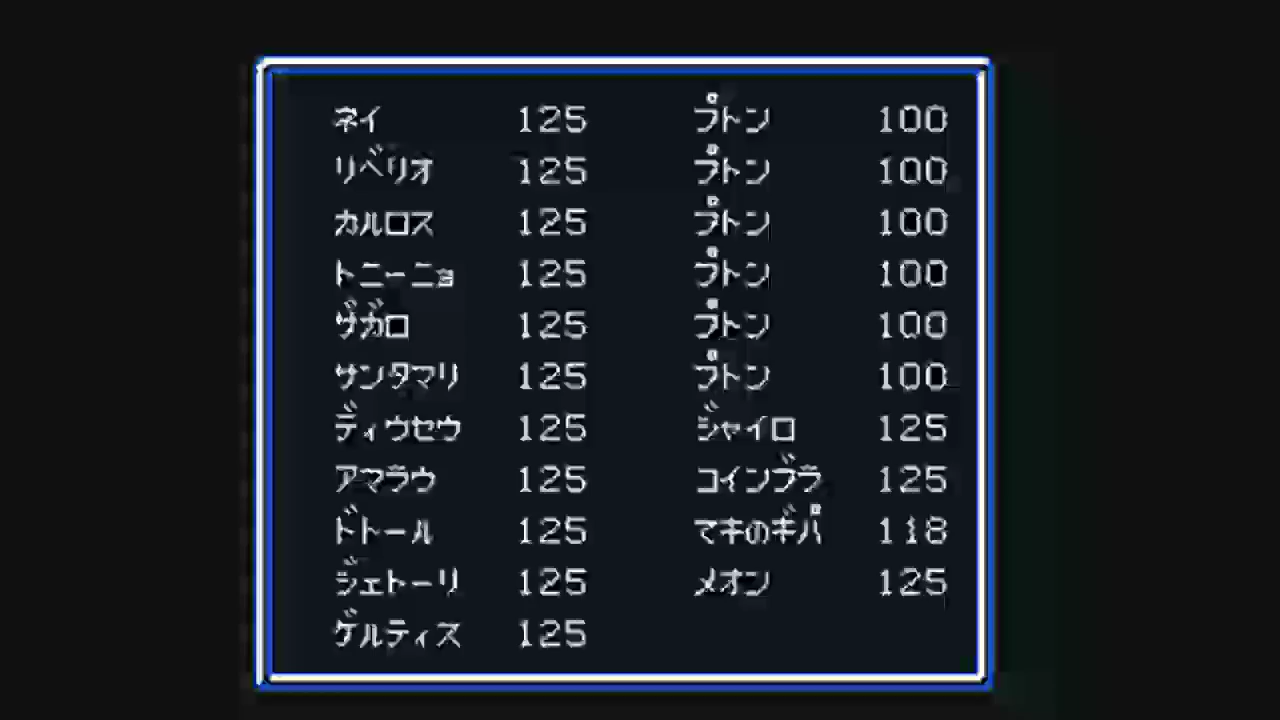 ネイ 125 プトン 100
リベリオ 125 プトン 100
カルロス 125 プトン 100
トニーニョ 125 プトン 100
ザガロ 125 プトン 100
サンタマリ 125 プトン 100
ディウセウ 125 ジャイロ 125
アマラウ 125 コインブラ 125
ドトール 125 マキのギパ 118
ジェトーリ 125 メオン 125
ゲルティス 125